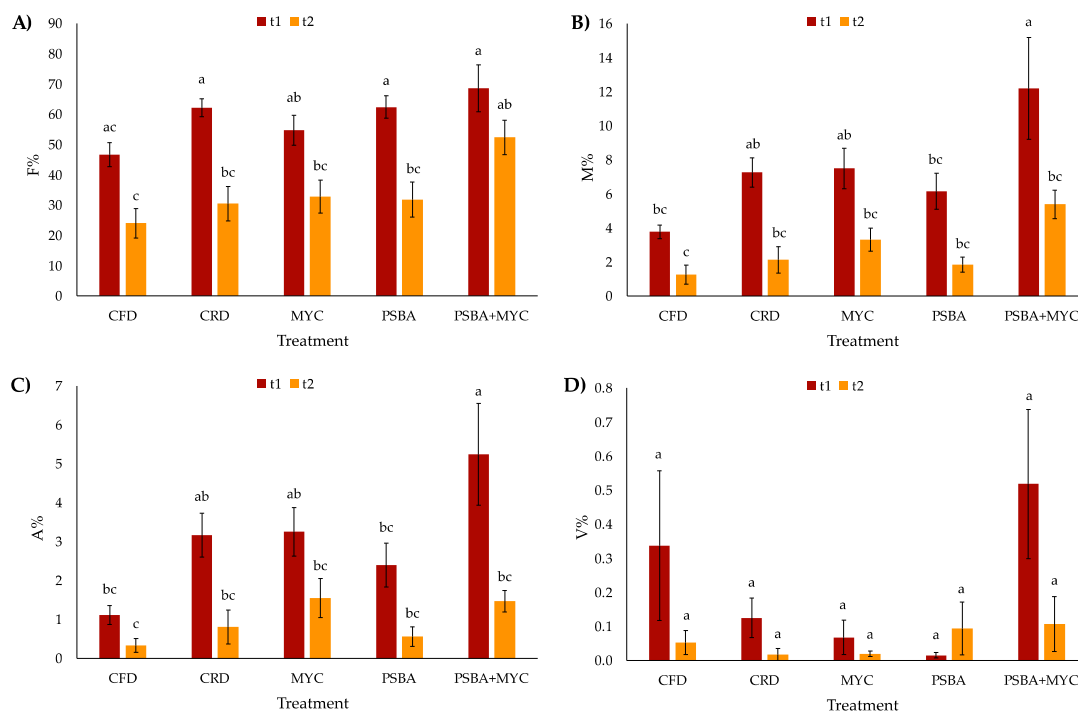 A)
t1 t2
90
80
70
60
50
40
30
20
10
0
F%
ac c a bc ab bc a bc a ab
CFD CRD MYC PSBA PSBA+MYC
Treatment
B)
t1 t2
16
14
12
10
8
6
4
2
0
M%
bc c ab bc ab bc bc bc a bc
CFD CRD MYC PSBA PSBA+MYC
Treatment
C)
t1 t2
7
6
5
4
3
2
1
0
A%
bc c ab bc ab bc bc bc a bc
CFD CRD MYC PSBA PSBA+MYC
Treatment
D)
t1 t2
0.8
0.7
0.6
0.5
0.4
0.3
0.2
0.1
0.0
V%
a a a a a a a a a a
CFD CRD MYC PSBA PSBA+MYC
Treatment